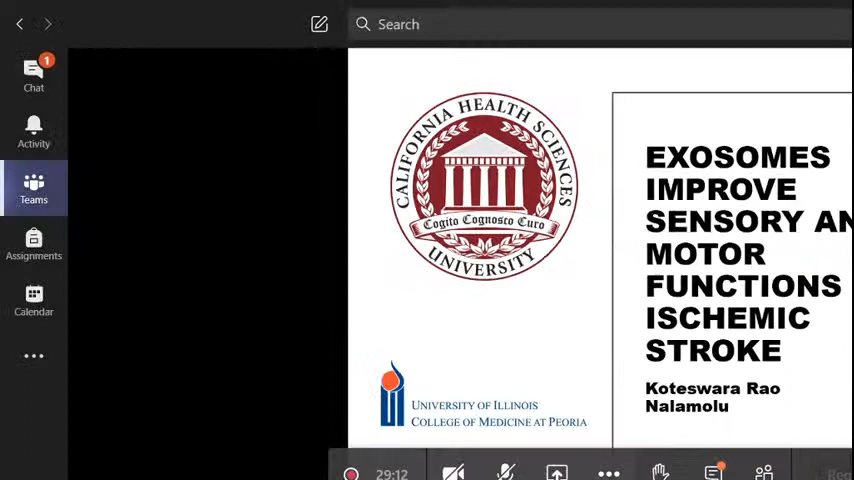 Search
1
Chat
Activity
Teams
Assignments
Calendar
CALIFORNIA HEALTH SCIENCES
Cogito Cognosco Curo
UNIVERSITY
EXOSOMES
IMPROVE
SENSORY AN
MOTOR
FUNCTIONS
ISCHEMIC
STROKE
Koteswara Rao
Nalamolu
UNIVERSITY OF ILLINOIS
COLLEGE OF MEDICINE AT PEORIA
29:12
Req